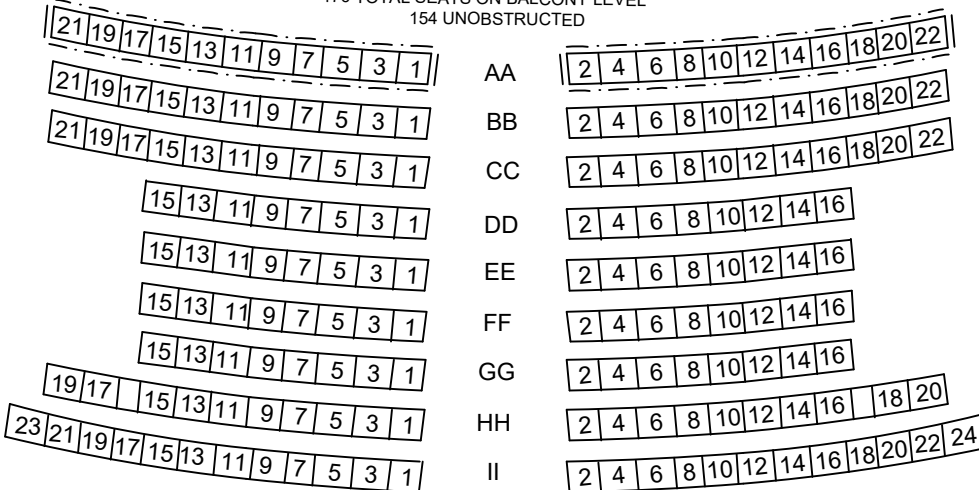 154 UNOBSTRUCTED
21 19 17 15 13 11 9 7 5 3 1 AA 2 4 6 8 10 12 14 16 18 20 22
21 19 17 15 13 11 9 7 5 3 1 BB 2 4 6 8 10 12 14 16 18 20 22
21 19 17 15 13 11 9 7 5 3 1 CC 2 4 6 8 10 12 14 16 18 20 22
15 13 11 9 7 5 3 1 DD 2 4 6 8 10 12 14 16
15 13 11 9 7 5 3 1 EE 2 4 6 8 10 12 14 16
15 13 11 9 7 5 3 1 FF 2 4 6 8 10 12 14 16
15 13 11 9 7 5 3 1 GG 2 4 6 8 10 12 14 16
19 17 15 13 11 9 7 5 3 1 HH 2 4 6 8 10 12 14 16 18 20
23 21 19 17 15 13 11 9 7 5 3 1 II 2 4 6 8 10 12 14 16 18 20 22 24